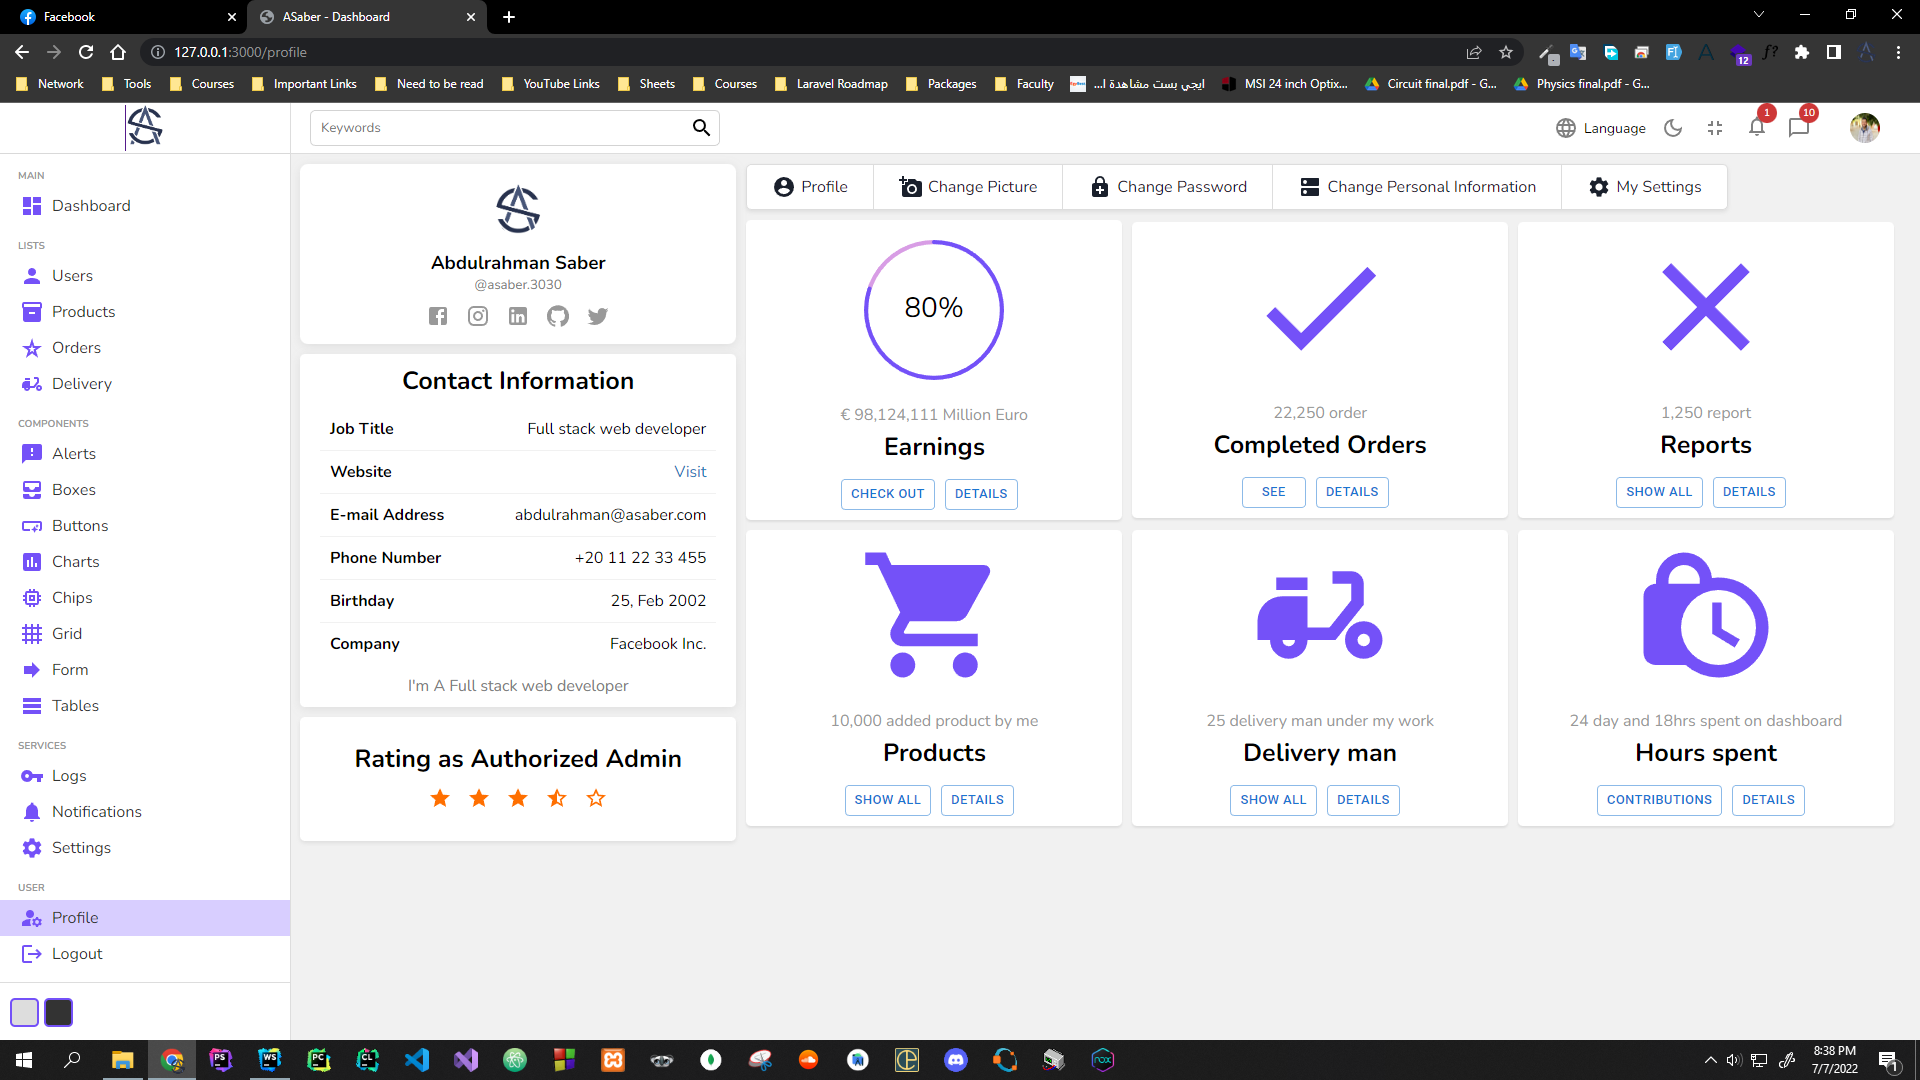 Facebook
ASaber - Dashboard
127.0.0.1:3000/profile
12
Network
Tools
Courses
Important Links
Need to be read
YouTube Links
Sheets
Courses
Laravel Roadmap
Packages
Faculty
ايجي بست مشاهدة ا...
MSI 24 inch Optix...
Circuit final.pdf - G...
Physics final.pdf - G...
Keywords
Language
1
10
MAIN
Dashboard
LISTS
Users
Products
Orders
Delivery
COMPONENTS
Alerts
Boxes
Buttons
Charts
Chips
Grid
Form
Tables
SERVICES
Logs
Notifications
Settings
USER
Profile
Logout
Abdulrahman Saber
@asaber.3030
Contact Information
Job Title Full stack web developer
Website Visit
E-mail Address abdulrahman@asaber.com
Phone Number +20 11 22 33 455
Birthday 25, Feb 2002
Company Facebook Inc.
I'm A Full stack web developer
Rating as Authorized Admin
Profile
Change Picture
Change Password
Change Personal Information
My Settings
80%
€ 98,124,111 Million Euro
Earnings
CHECK OUT DETAILS
22,250 order
Completed Orders
SEE DETAILS
1,250 report
Reports
SHOW ALL DETAILS
10,000 added product by me
Products
SHOW ALL DETAILS
25 delivery man under my work
Delivery man
SHOW ALL DETAILS
24 day and 18hrs spent on dashboard
Hours spent
CONTRIBUTIONS DETAILS
PS
WS
PC
CL
8:38 PM
7/7/2022
1